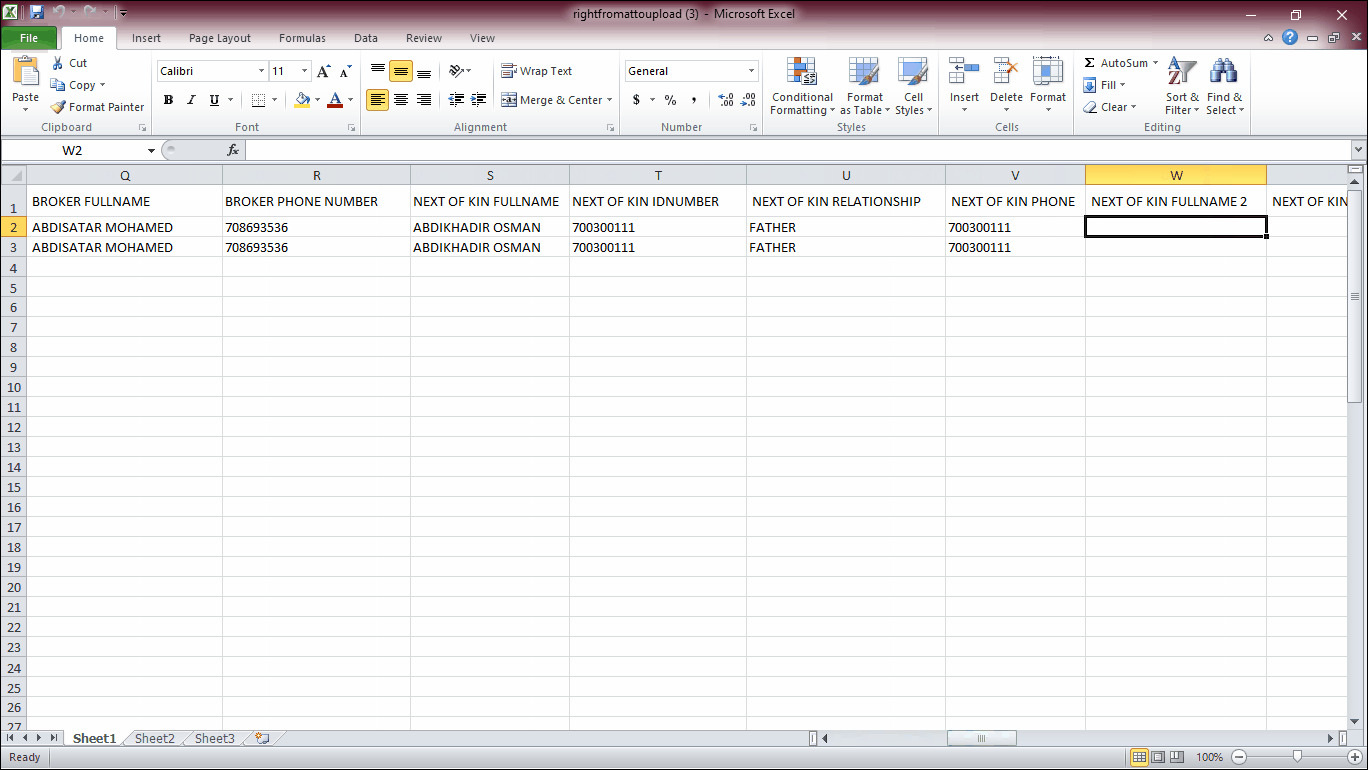 rightfromattoupload (3) - Microsoft Excel
File Home Insert Page Layout Formulas Data Review View
Paste
Cut
Copy
Format Painter
Clipboard
Calibri 11
B I U A
Font
Wrap Text
Merge & Center
Alignment
General
$ % ,
Number
Conditional Formatting
Format as Table
Cell Styles
Styles
Insert Delete Format
Cells
Σ AutoSum
Fill
Clear
Sort & Filter
Find & Select
Editing
W2 fx
Q R S T U V W
1 BROKER FULLNAME BROKER PHONE NUMBER NEXT OF KIN FULLNAME NEXT OF KIN IDNUMBER NEXT OF KIN RELATIONSHIP NEXT OF KIN PHONE NEXT OF KIN FULLNAME 2 NEXT OF KIN
2 ABDISATAR MOHAMED 708693536 ABDIKHADIR OSMAN 700300111 FATHER 700300111
3 ABDISATAR MOHAMED 708693536 ABDIKHADIR OSMAN 700300111 FATHER 700300111
4
5
6
7
8
9
10
11
12
13
14
15
16
17
18
19
20
21
22
23
24
25
26
27
Sheet1 Sheet2 Sheet3
Ready 100%